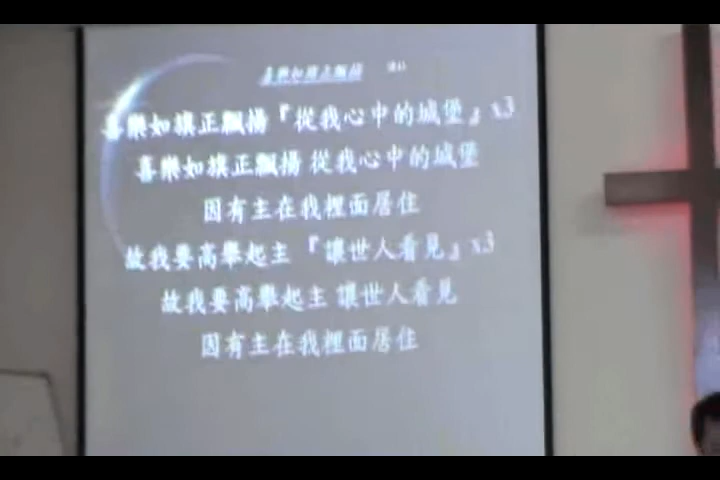 喜樂如旗正飄揚
喜樂如旗正飄揚『從我心中的城堡』x3
喜樂如旗正飄揚 從我心中的城堡
因有主在我裡面居住
故我要高舉起主 『讓世人看見』x3
故我要高舉起主 讓世人看見
因有主在我裡面居住